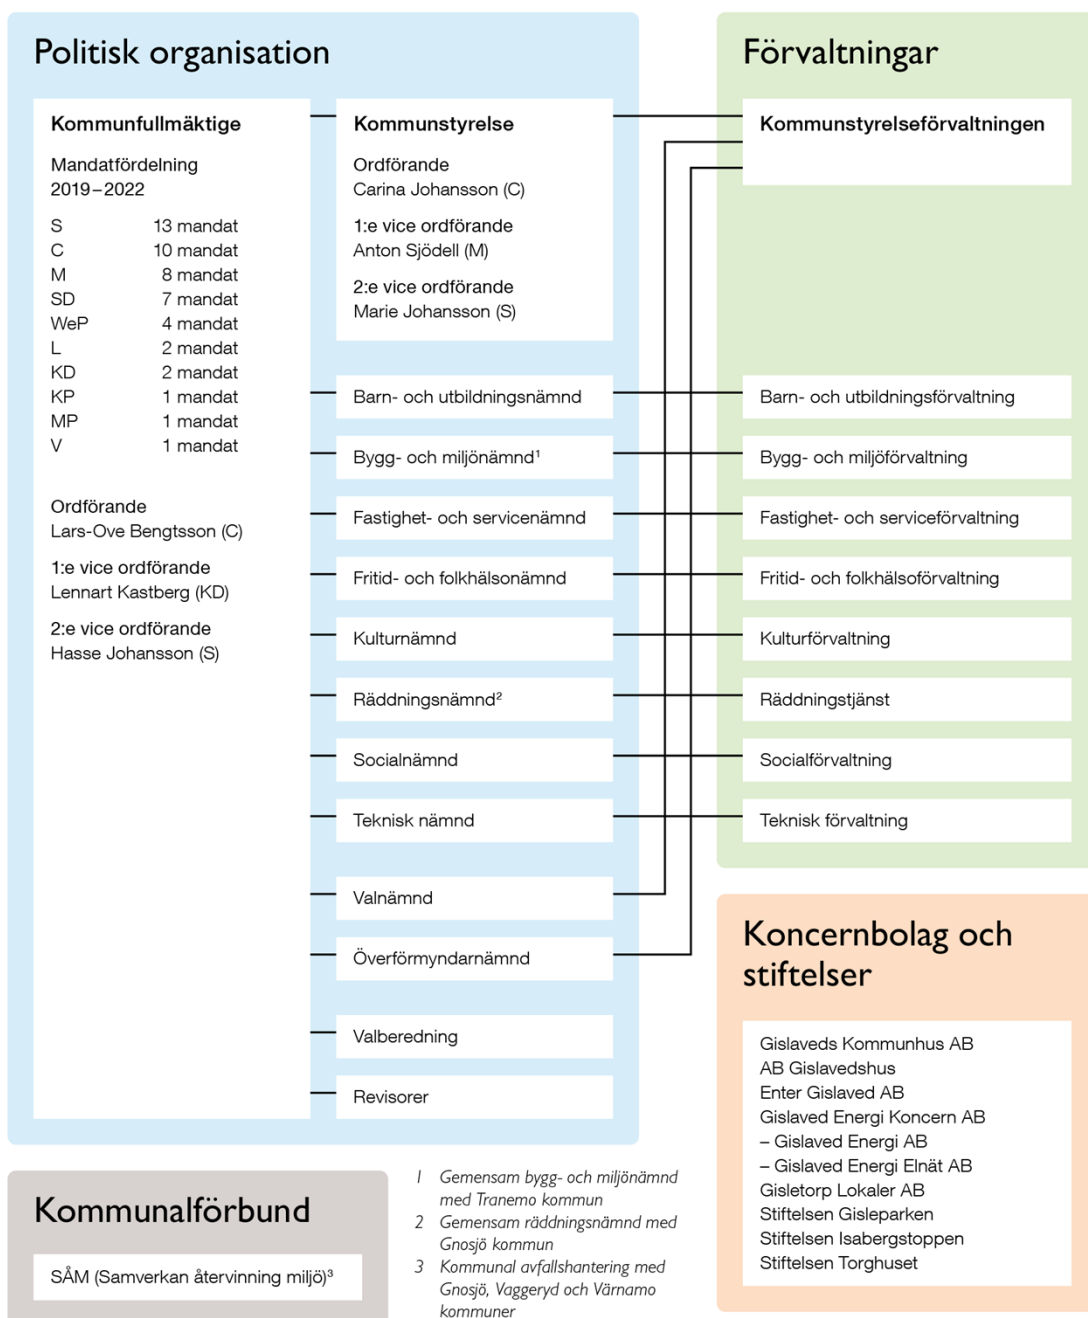 Politisk organisation
Kommunfullmäktige
Mandatfördelning
2019–2022
S 13 mandat
C 10 mandat
M 8 mandat
SD 7 mandat
WeP 4 mandat
L 2 mandat
KD 2 mandat
KP 1 mandat
MP 1 mandat
V 1 mandat
Ordförande
Lars-Ove Bengtsson (C)
1:e vice ordförande
Lennart Kastberg (KD)
2:e vice ordförande
Hasse Johansson (S)
Kommunstyrelse
Ordförande
Carina Johansson (C)
1:e vice ordförande
Anton Sjödell (M)
2:e vice ordförande
Marie Johansson (S)
Barn- och utbildningsnämnd
Bygg- och miljönämnd¹
Fastighet- och servicenämnd
Fritid- och folkhälsonämnd
Kulturnämnd
Räddningsnämnd²
Socialnämnd
Teknisk nämnd
Valnämnd
Överförmyndarnämnd
Valberedning
Revisorer
Förvaltningar
Kommunstyrelseförvaltningen
Barn- och utbildningsförvaltning
Bygg- och miljöförvaltning
Fastighet- och serviceförvaltning
Fritid- och folkhälsoförvaltning
Kulturförvaltning
Räddningstjänst
Socialförvaltning
Teknisk förvaltning
Koncernbolag och
stiftelser
Gislaveds Kommunhus AB
AB Gislavedshus
Enter Gislaved AB
Gislaved Energi Koncern AB
– Gislaved Energi AB
– Gislaved Energi Elnät AB
Gisletorp Lokaler AB
Stiftelsen Gisleparken
Stiftelsen Isabergstoppen
Stiftelsen Torghuset
Kommunalförbund
SÅM (Samverkan återvinning miljö)³
1 Gemensam bygg- och miljönämnd
med Tranemo kommun
2 Gemensam räddningsnämnd med
Gnosjö kommun
3 Kommunal avfallshantering med
Gnosjö, Vaggeryd och Värnamo
kommuner